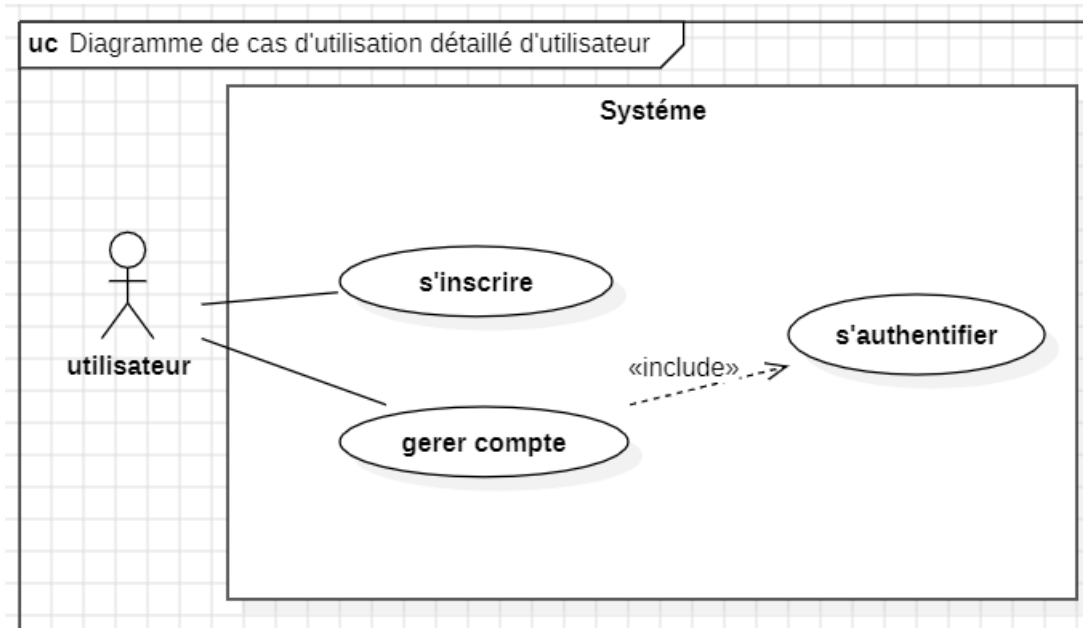 uc Diagramme de cas d'utilisation détaillé d'utilisateur
Systéme
s'inscrire
s'authentifier
utilisateur
«include»
gerer compte